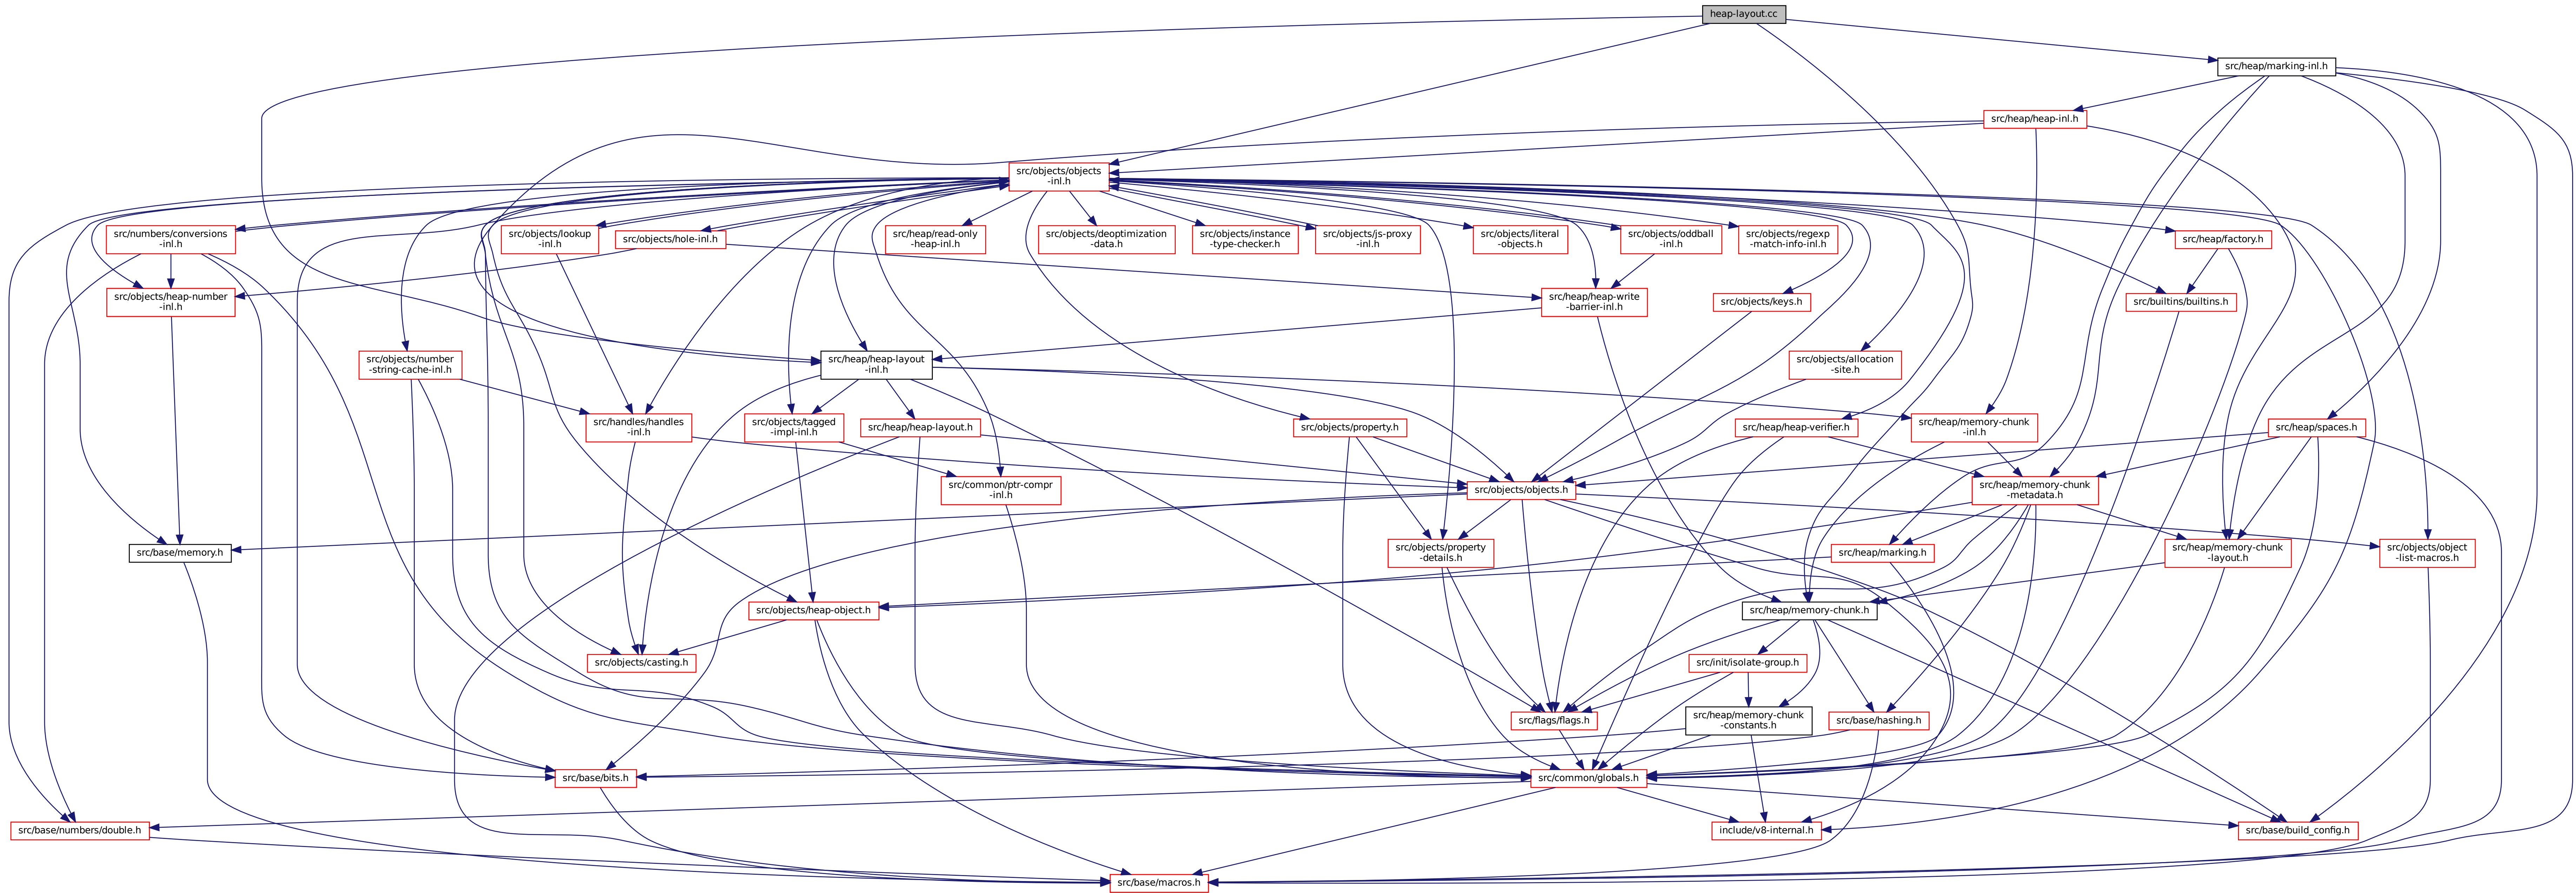 heap-layout.cc
src/heap/marking-inl.h
src/heap/heap-inl.h
src/objects/objects
-inl.h
src/numbers/conversions
-inl.h
src/objects/lookup
-inl.h
src/objects/hole-inl.h
src/heap/read-only
-heap-inl.h
src/objects/deoptimization
-data.h
src/objects/instance
-type-checker.h
src/objects/js-proxy
-inl.h
src/objects/literal
-objects.h
src/objects/oddball
-inl.h
src/objects/regexp
-match-info-inl.h
src/heap/factory.h
src/objects/heap-number
-inl.h
src/heap/heap-write
-barrier-inl.h
src/objects/keys.h
src/builtins/builtins.h
src/objects/number
-string-cache-inl.h
src/heap/heap-layout
-inl.h
src/objects/allocation
-site.h
src/handles/handles
-inl.h
src/objects/tagged
-impl-inl.h
src/heap/heap-layout.h
src/objects/property.h
src/heap/heap-verifier.h
src/heap/memory-chunk
-inl.h
src/heap/spaces.h
src/common/ptr-compr
-inl.h
src/objects/objects.h
src/heap/memory-chunk
-metadata.h
src/base/memory.h
src/objects/property
-details.h
src/heap/marking.h
src/heap/memory-chunk
-layout.h
src/objects/object
-list-macros.h
src/objects/heap-object.h
src/heap/memory-chunk.h
src/objects/casting.h
src/init/isolate-group.h
src/flags/flags.h
src/heap/memory-chunk
-constants.h
src/base/hashing.h
src/base/bits.h
src/common/globals.h
src/base/numbers/double.h
include/v8-internal.h
src/base/build_config.h
src/base/macros.h